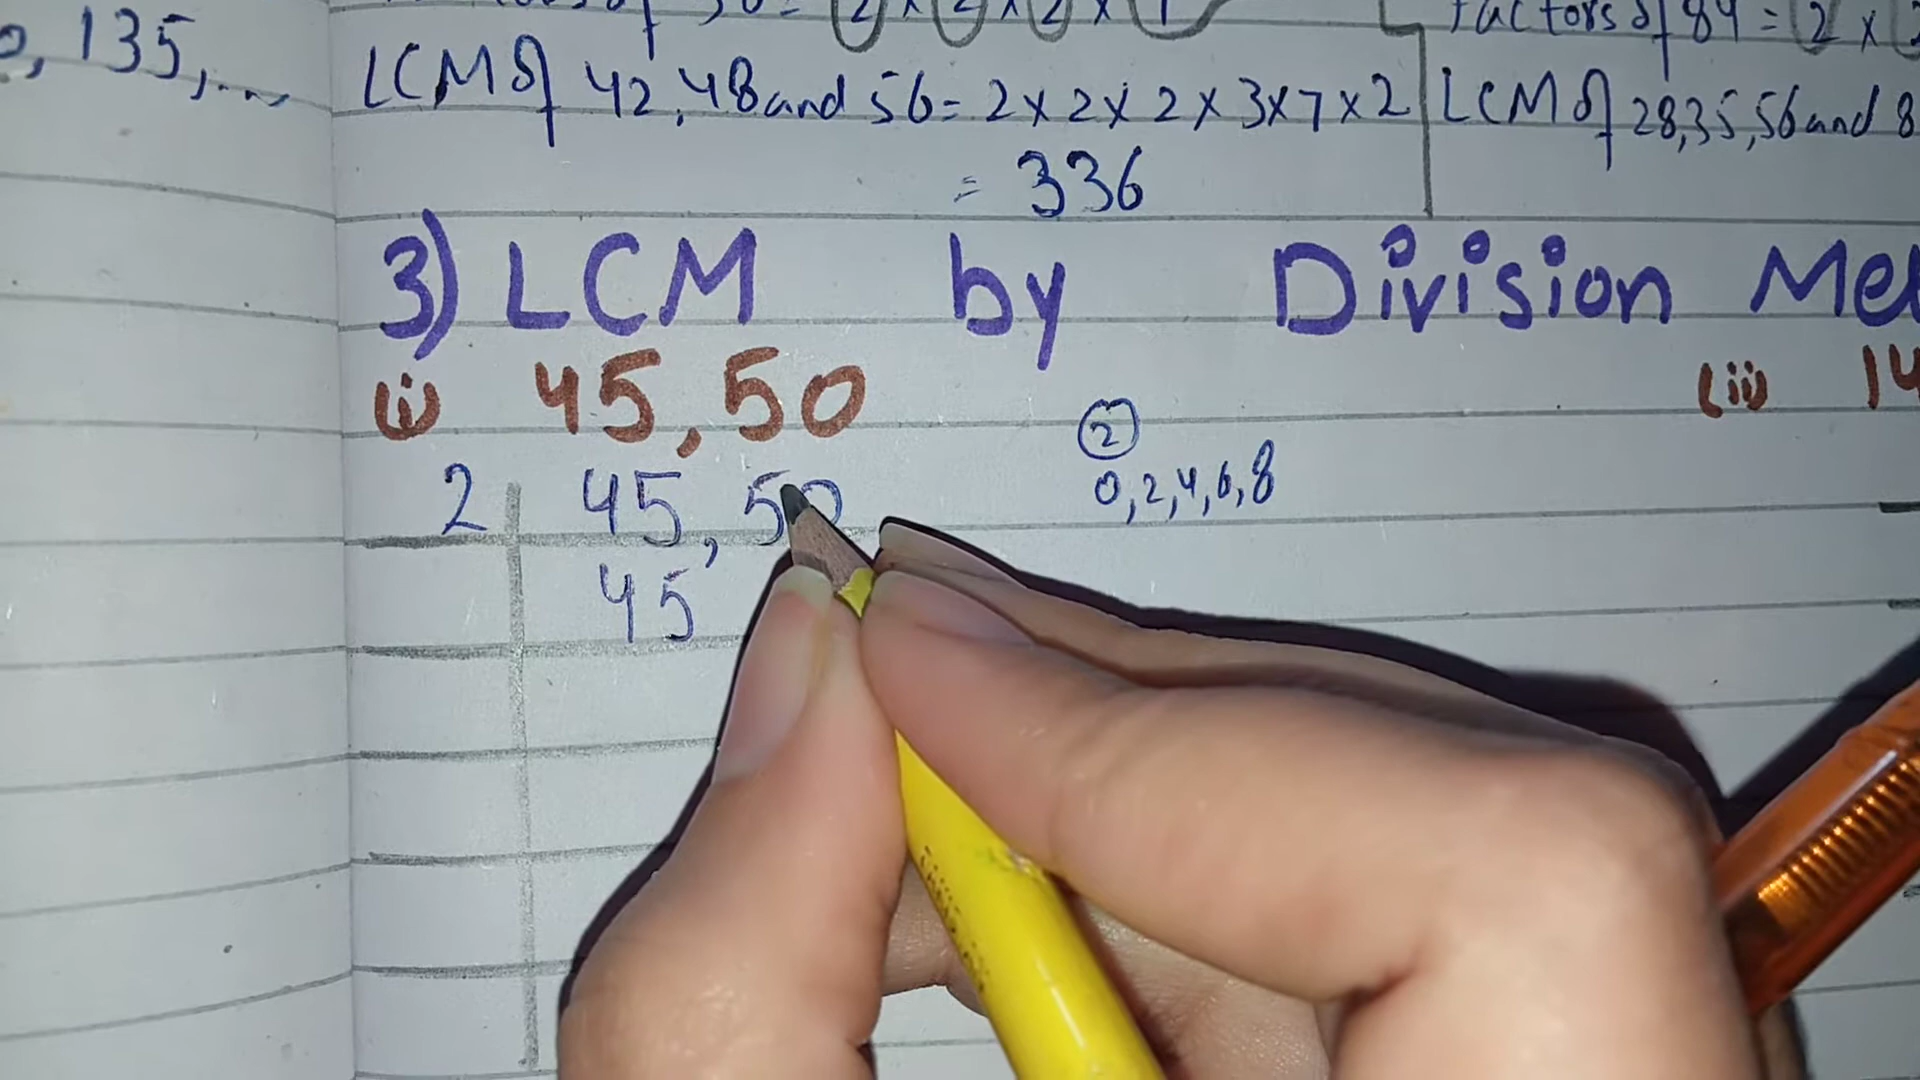 135,...
LCM of 42, 48 and 56 = 2 x 2 x 2 x 3 x 7 x 2
= 336
factors of 84 = 2 x
LCM of 28, 35, 56 and 8
3) LCM by Division Met
(i) 45, 50
(ii) 14
2 | 45, 50
45
2
0, 2, 4, 6, 8